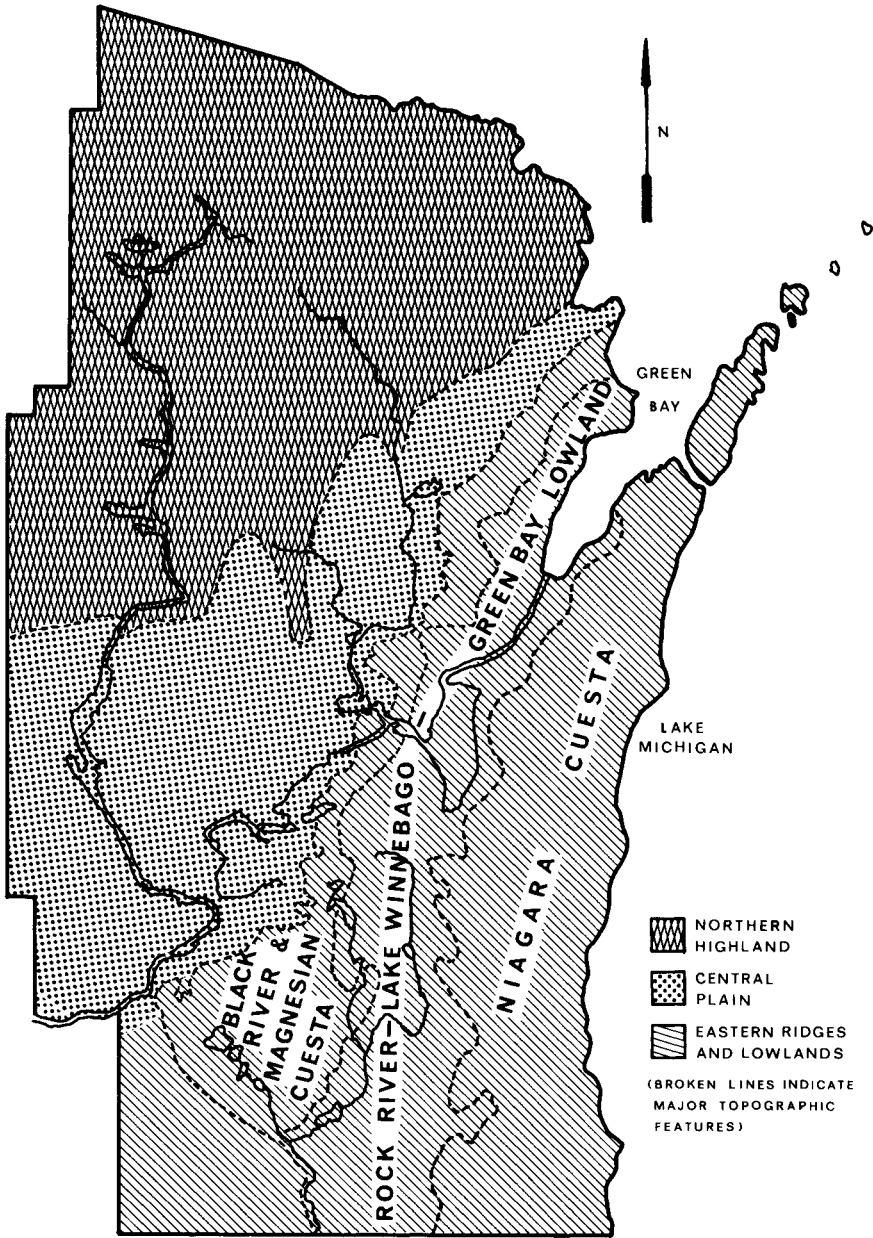 N
GREEN
BAY
GREEN BAY LOWLAND
CUESTA
LAKE
MICHIGAN
NIAGARA
ROCK RIVER—LAKE WINNEBAGO —
BLACK
RIVER &
MAGNESIAN
CUESTA
NORTHERN
HIGHLAND
CENTRAL
PLAIN
EASTERN RIDGES
AND LOWLANDS
(BROKEN LINES INDICATE
MAJOR TOPOGRAPHIC
FEATURES)